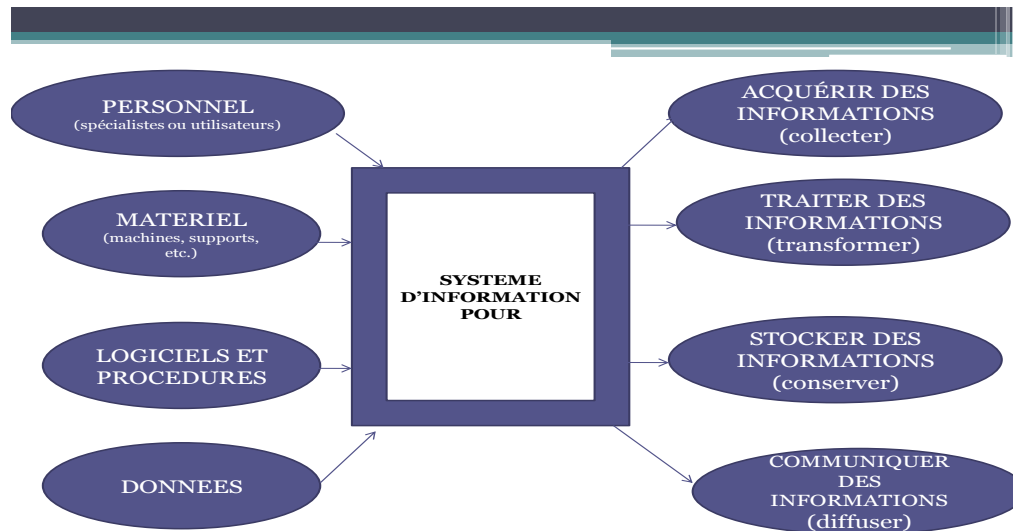 PERSONNEL
(spécialistes ou utilisateurs)
MATERIEL
(machines, supports,
etc.)
LOGICIELS ET
PROCEDURES
DONNEES
SYSTEME
D'INFORMATION
POUR
ACQUÉRIR DES
INFORMATIONS
(collecter)
TRAITER DES
INFORMATIONS
(transformer)
STOCKER DES
INFORMATIONS
(conserver)
COMMUNIQUER
DES
INFORMATIONS
(diffuser)